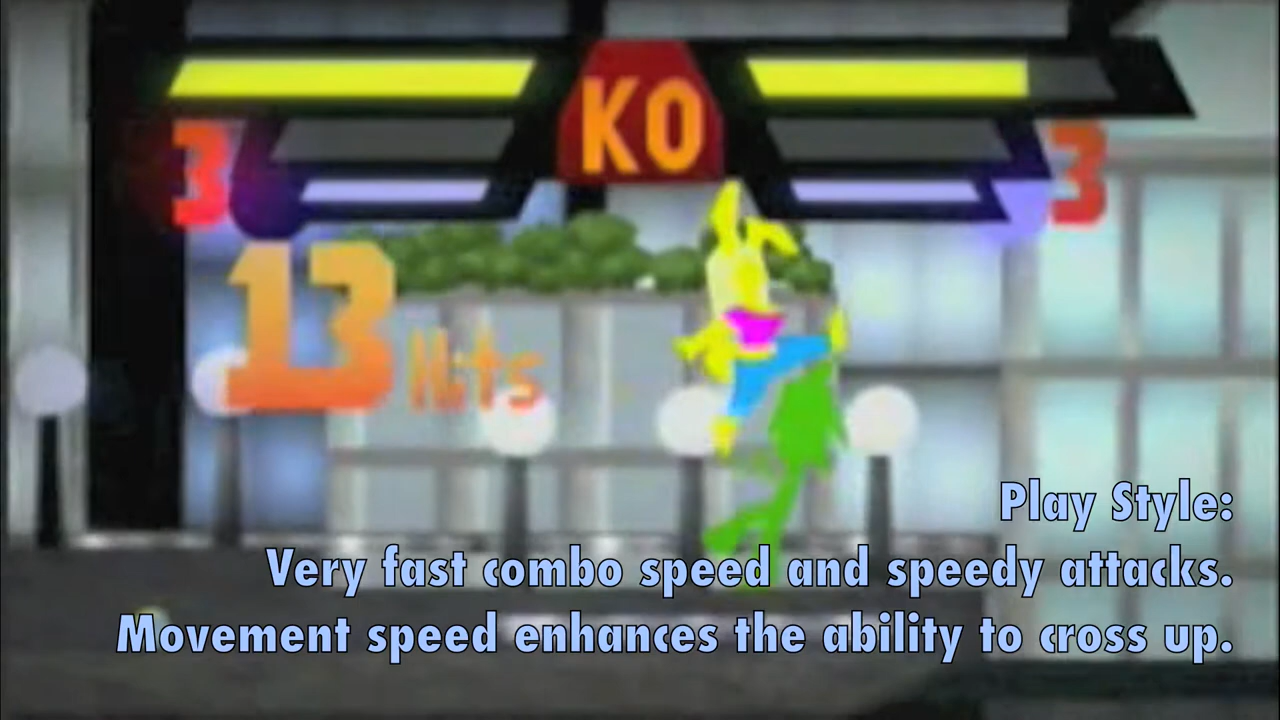 KO
3 3
13 Hits
Play Style:
Very fast combo speed and speedy attacks.
Movement speed enhances the ability to cross up.